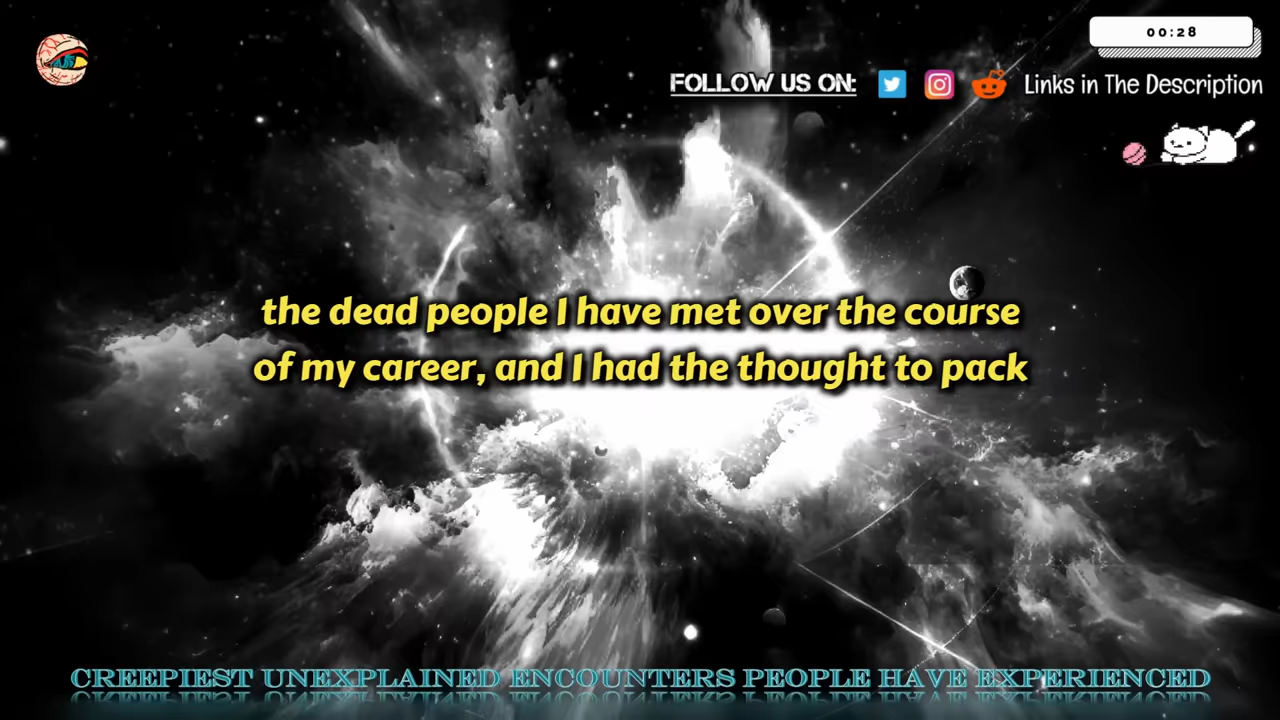 00:28
FOLLOW US ON: Links in The Description
the dead people I have met over the course
of my career, and I had the thought to pack
CREEPIEST UNEXPLAINED ENCOUNTERS PEOPLE HAVE EXPERIENCED